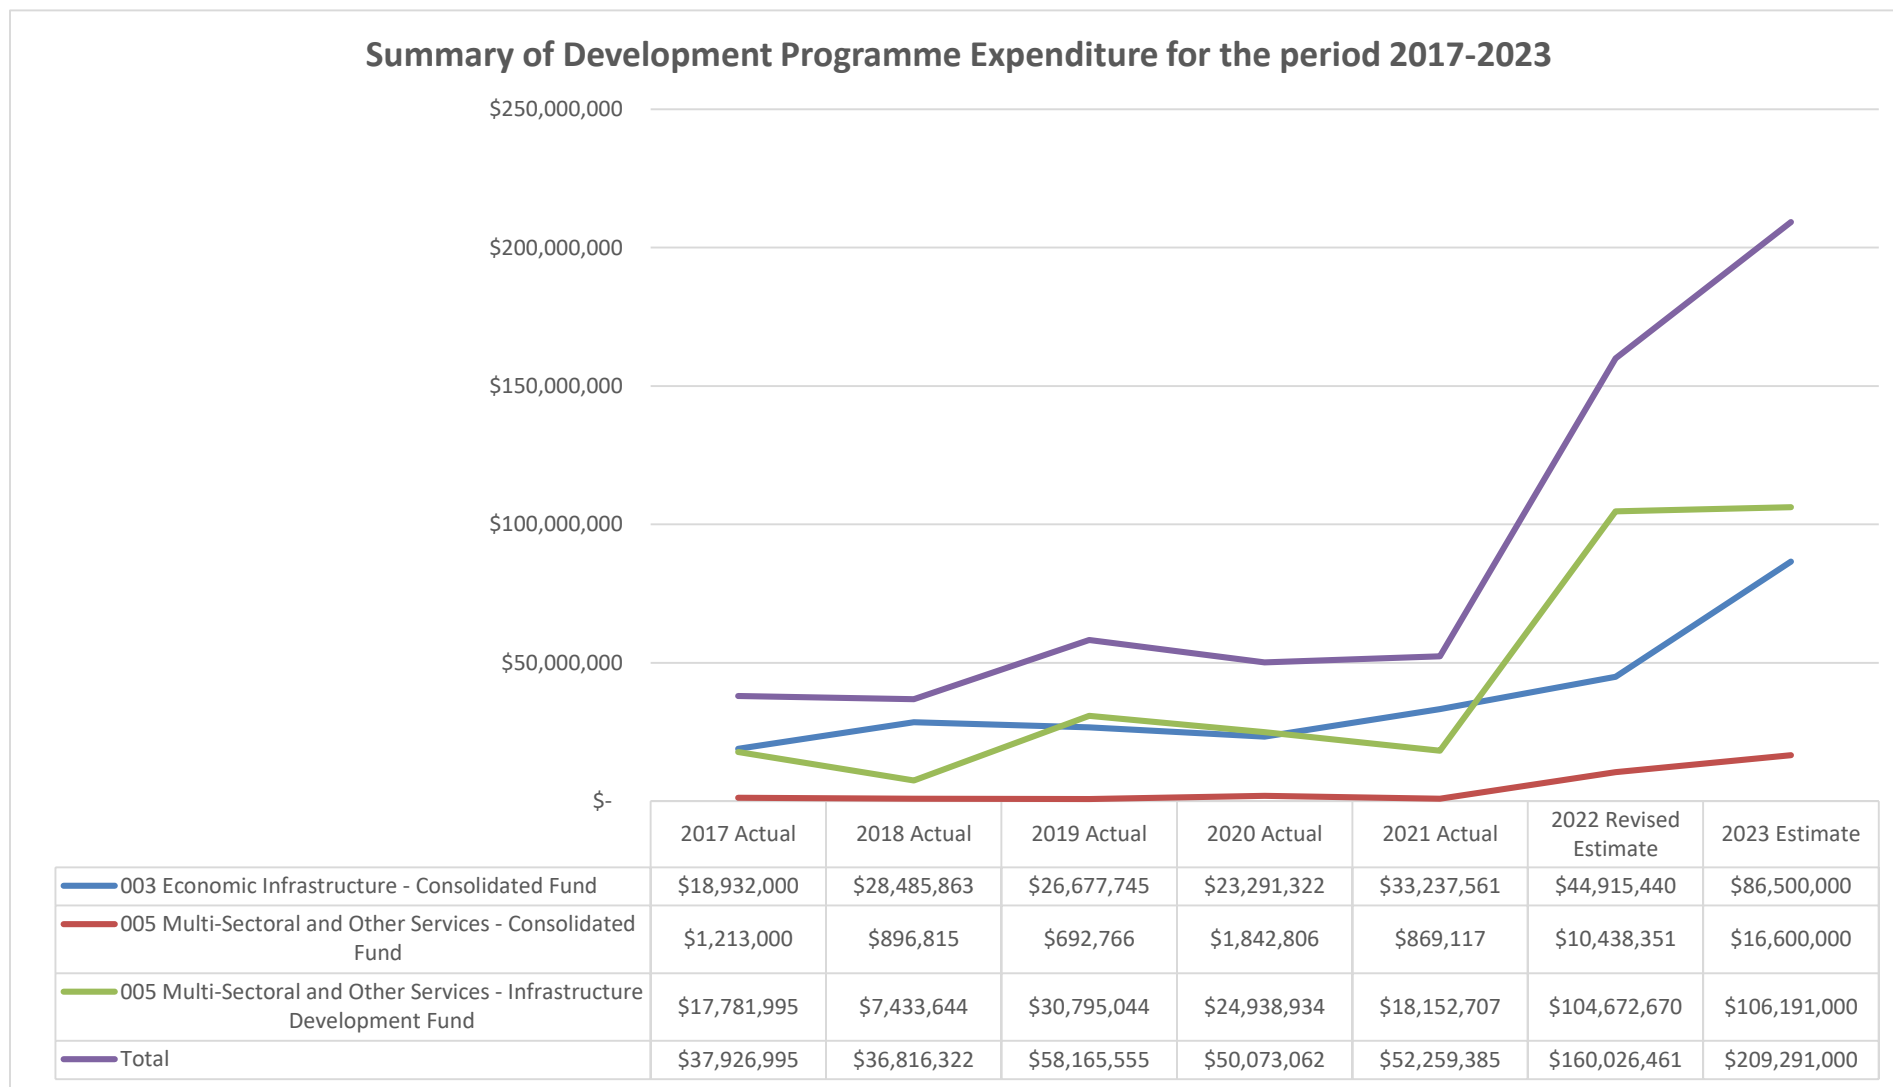 Summary of Development Programme Expenditure for the period 2017-2023
$250,000,000
$200,000,000
$150,000,000
$100,000,000
$50,000,000
$-
2017 Actual 2018 Actual 2019 Actual 2020 Actual 2021 Actual 2022 Revised Estimate 2023 Estimate
003 Economic Infrastructure - Consolidated Fund $18,932,000 $28,485,863 $26,677,745 $23,291,322 $33,237,561 $44,915,440 $86,500,000
005 Multi-Sectoral and Other Services - Consolidated
Fund $1,213,000 $896,815 $692,766 $1,842,806 $869,117 $10,438,351 $16,600,000
005 Multi-Sectoral and Other Services - Infrastructure
Development Fund $17,781,995 $7,433,644 $30,795,044 $24,938,934 $18,152,707 $104,672,670 $106,191,000
Total $37,926,995 $36,816,322 $58,165,555 $50,073,062 $52,259,385 $160,026,461 $209,291,000